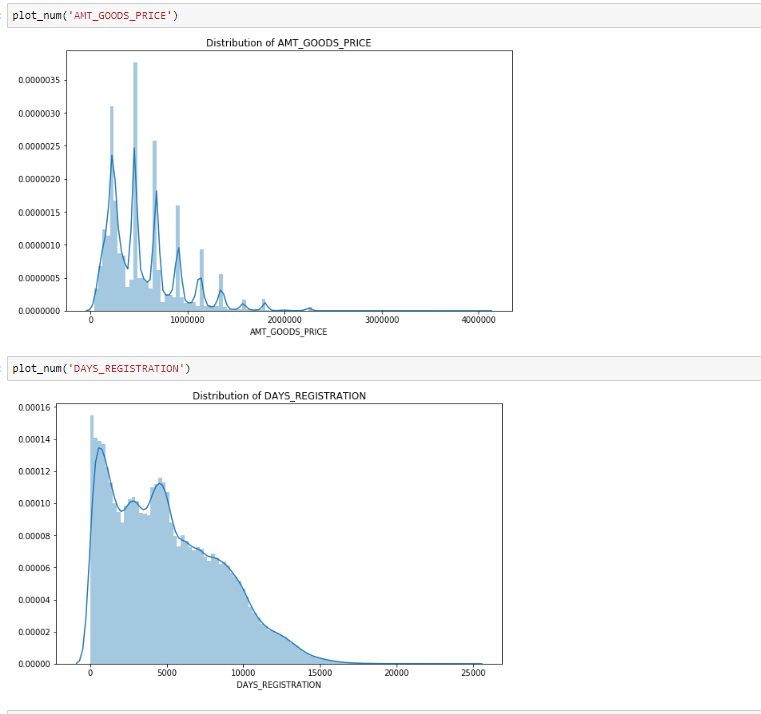 plot_num('AMT_GOODS_PRICE')
Distribution of AMT_GOODS_PRICE
0.0000035
0.0000030
0.0000025
0.0000020
0.0000015
0.0000010
0.0000005
0.0000000
0 1000000 2000000 3000000 4000000
AMT_GOODS_PRICE
plot_num('DAYS_REGISTRATION')
Distribution of DAYS_REGISTRATION
0.00016
0.00014
0.00012
0.00010
0.00008
0.00006
0.00004
0.00002
0.00000
0 5000 10000 15000 20000 25000
DAYS_REGISTRATION